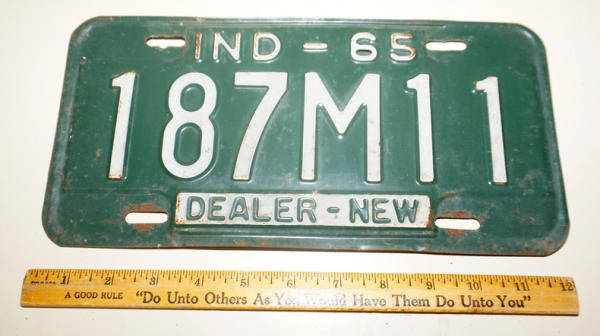 IND - 65
187M11
DEALER - NEW
1 2 3 4 5 6 7 8 9 10 11 12
A GOOD RULE "Do Unto Others As You Would Have Them Do Unto You"